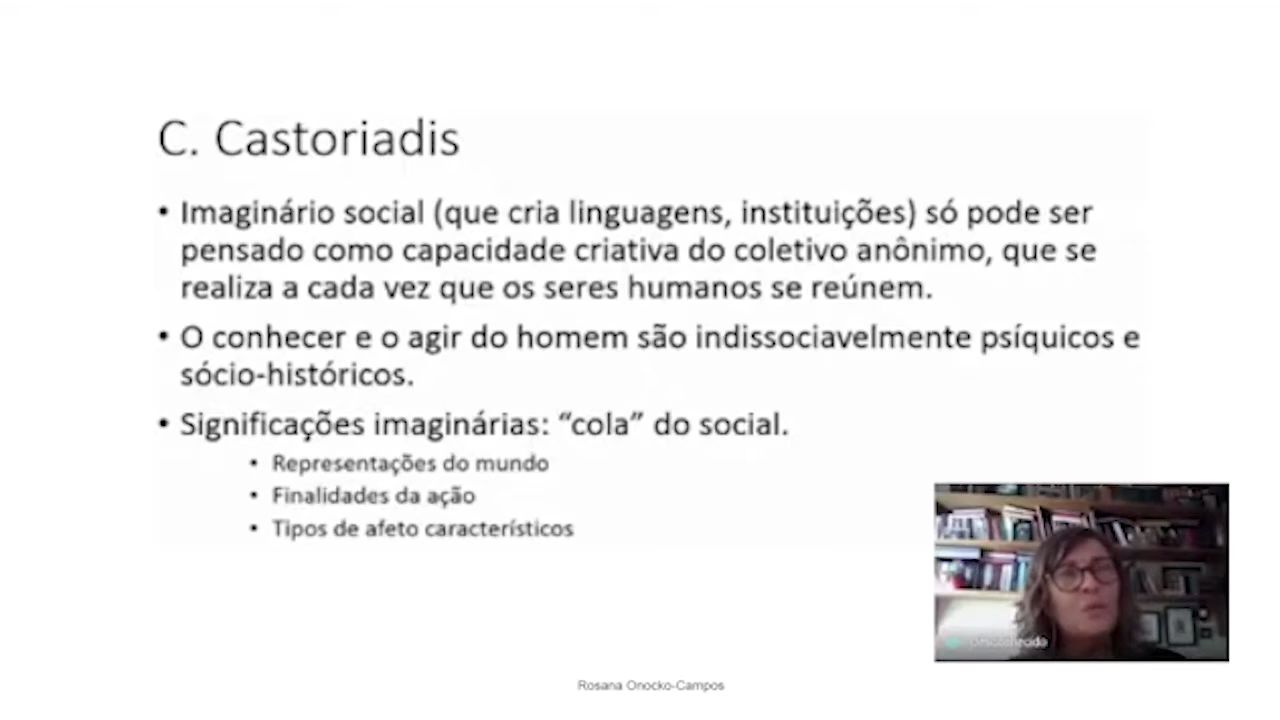 C. Castoriadis
• Imaginário social (que cria linguagens, instituições) só pode ser
pensado como capacidade criativa do coletivo anônimo, que se
realiza a cada vez que os seres humanos se reúnem.
• O conhecer e o agir do homem são indissociavelmente psíquicos e
sócio-históricos.
• Significações imaginárias: “cola” do social.
• Representações do mundo
• Finalidades da ação
• Tipos de afeto característicos
Rosana Onocko-Campos